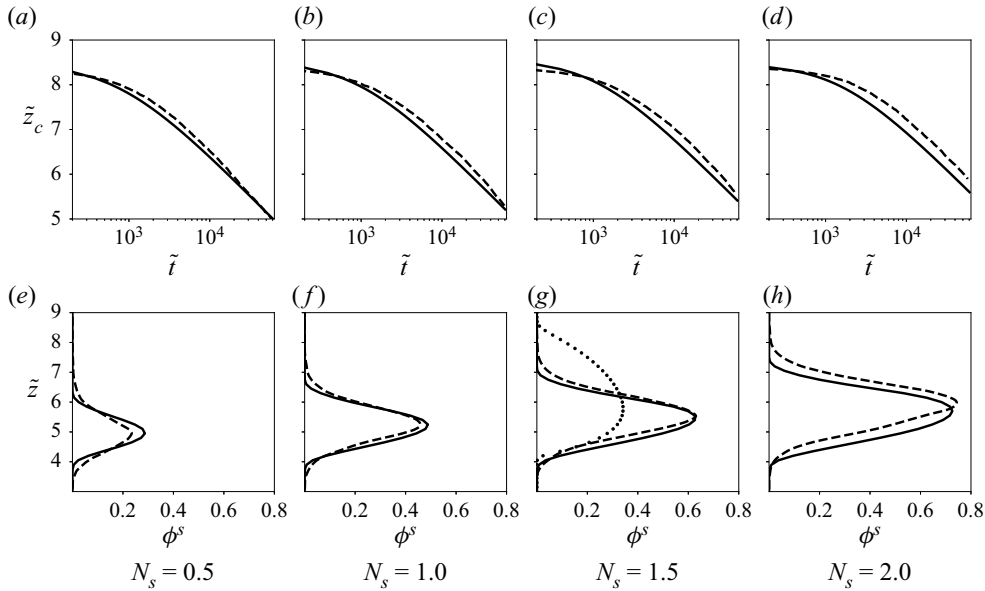 (a) (b) (c) (d)
9
8
z̃c 7
6
5
10³ 10⁴ 10³ 10⁴ 10³ 10⁴ 10³ 10⁴
t̃ t̃ t̃ t̃
(e) (f) (g) (h)
9
8
7
z̃ 6
5
4
0.2 0.4 0.6 0.8 0.2 0.4 0.6 0.8 0.2 0.4 0.6 0.8 0.2 0.4 0.6 0.8
ϕˢ ϕˢ ϕˢ ϕˢ
Nₛ = 0.5 Nₛ = 1.0 Nₛ = 1.5 Nₛ = 2.0